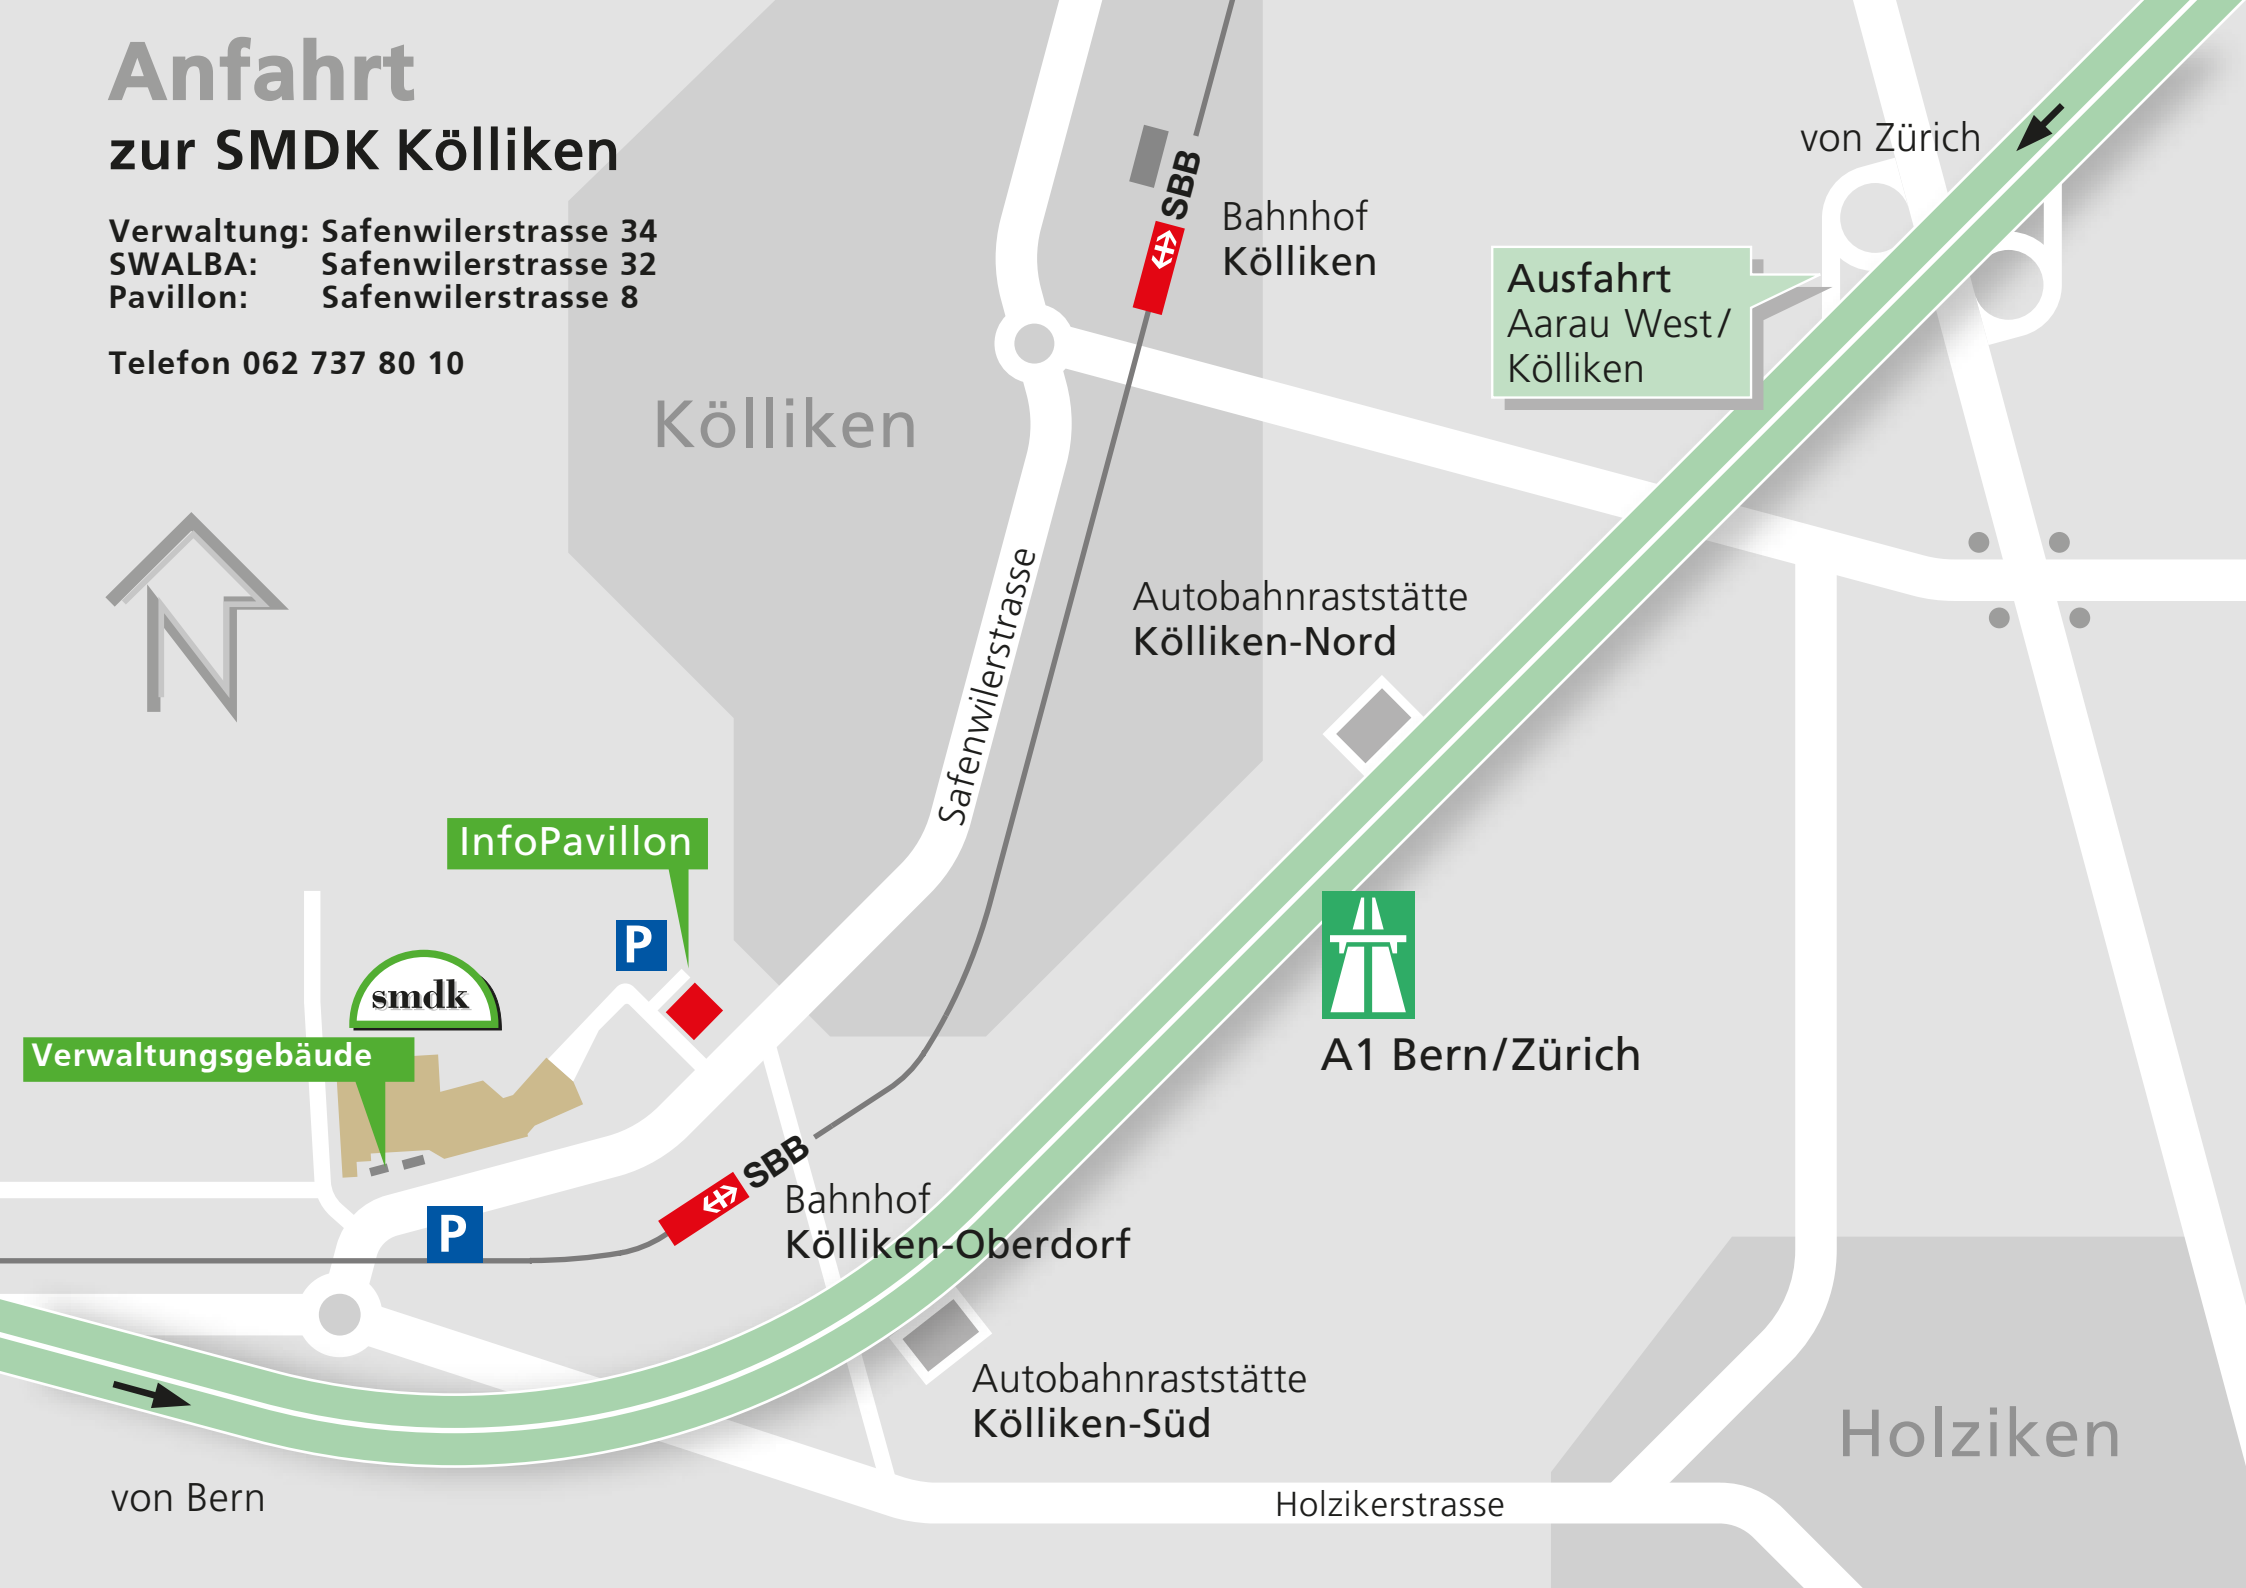 Anfahrt
zur SMDK Kölliken
Verwaltung: Safenwilerstrasse 34
SWALBA: Safenwilerstrasse 32
Pavillon: Safenwilerstrasse 8
Telefon 062 737 80 10
von Zürich
SBB
Bahnhof
Kölliken
Ausfahrt
Aarau West/
Kölliken
Kölliken
N
Autobahnraststätte
Kölliken-Nord
Safenwilerstrasse
InfoPavillon
P
smdk
Verwaltungsgebäude
A1 Bern/Zürich
SBB
Bahnhof
Kölliken-Oberdorf
P
Autobahnraststätte
Kölliken-Süd
Holziken
von Bern
Holzikerstrasse